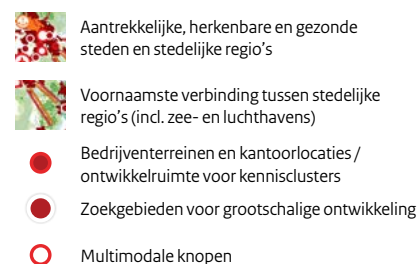 Aantrekkelijke, herkenbare en gezonde
steden en stedelijke regio’s
Voornaamste verbinding tussen stedelijke
regio’s (incl. zee- en luchthavens)
Bedrijventerreinen en kantoorlocaties /
ontwikkelruimte voor kennisclusters
Zoekgebieden voor grootschalige ontwikkeling
Multimodale knopen